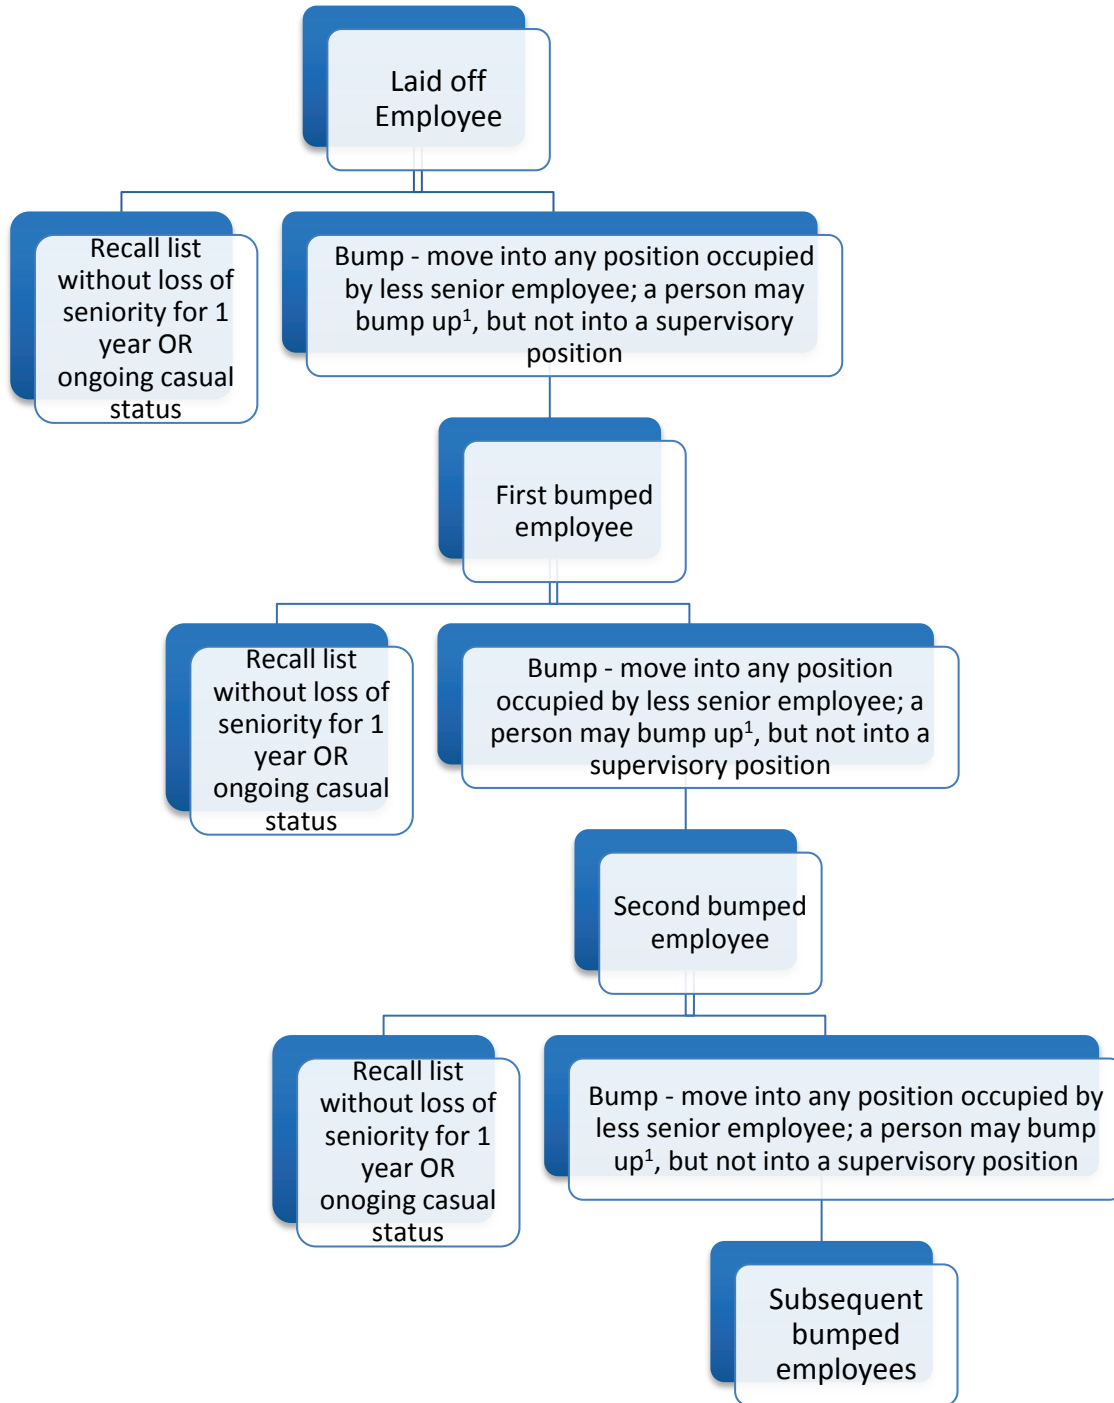 Laid off
Employee
Recall list
without loss of
seniority for 1
year OR
ongoing casual
status
Bump - move into any position occupied
by less senior employee; a person may
bump up¹, but not into a supervisory
position
First bumped
employee
Recall list
without loss of
seniority for 1
year OR
ongoing casual
status
Bump - move into any position
occupied by less senior employee; a
person may bump up¹, but not into a
supervisory position
Second bumped
employee
Recall list
without loss of
seniority for 1
year OR
onoging casual
status
Bump - move into any position occupied by
less senior employee; a person may bump
up¹, but not into a supervisory position
Subsequent
bumped
employees